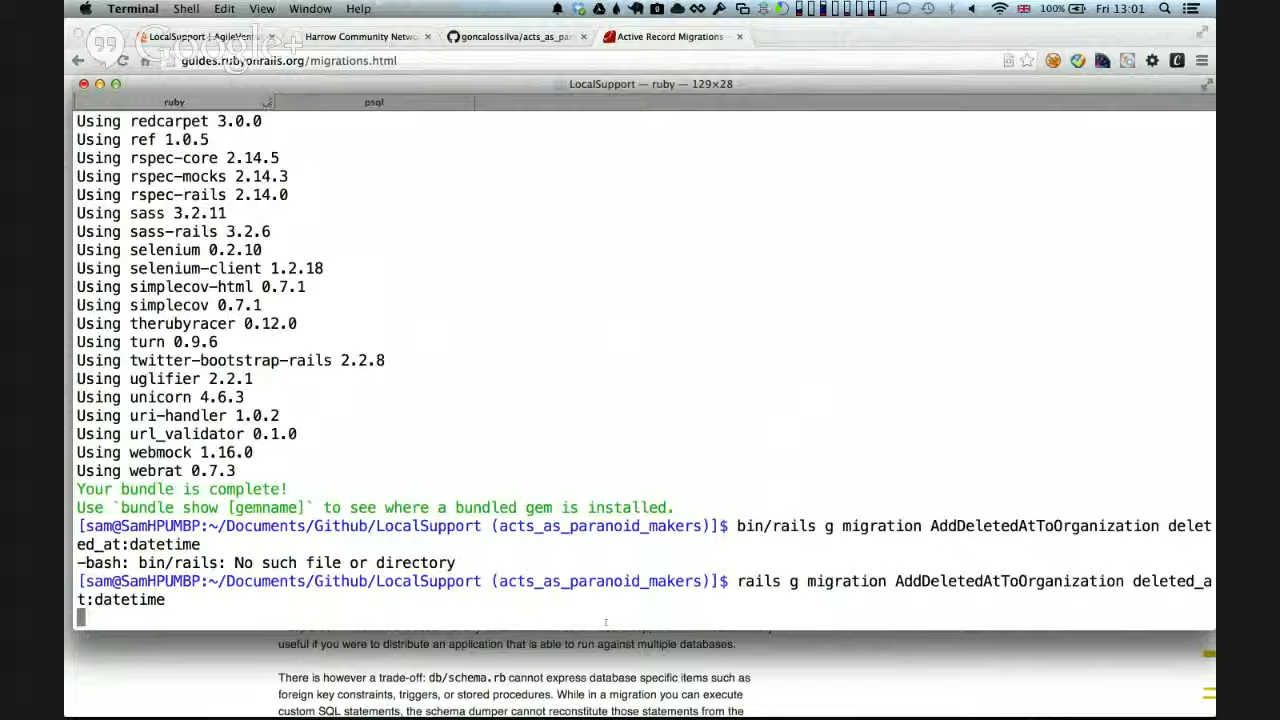 Terminal Shell Edit View Window Help 100% Fri 13:01
LocalSupport | AgileVen Harrow Community Netw goncalossilva/acts_as_par Active Record Migrations
Google+
guides.rubyonrails.org/migrations.html
LocalSupport — ruby — 129×28
ruby psql
Using redcarpet 3.0.0
Using ref 1.0.5
Using rspec-core 2.14.5
Using rspec-mocks 2.14.3
Using rspec-rails 2.14.0
Using sass 3.2.11
Using sass-rails 3.2.6
Using selenium 0.2.10
Using selenium-client 1.2.18
Using simplecov-html 0.7.1
Using simplecov 0.7.1
Using therubyracer 0.12.0
Using turn 0.9.6
Using twitter-bootstrap-rails 2.2.8
Using uglifier 2.2.1
Using unicorn 4.6.3
Using uri-handler 1.0.2
Using url_validator 0.1.0
Using webmock 1.16.0
Using webrat 0.7.3
Your bundle is complete!
Use `bundle show [gemname]` to see where a bundled gem is installed.
[sam@SamHPUMBP:~/Documents/Github/LocalSupport (acts_as_paranoid_makers)]$ bin/rails g migration AddDeletedAtToOrganization delet
ed_at:datetime
-bash: bin/rails: No such file or directory
[sam@SamHPUMBP:~/Documents/Github/LocalSupport (acts_as_paranoid_makers)]$ rails g migration AddDeletedAtToOrganization deleted_a
t:datetime
useful if you were to distribute an application that is able to run against multiple databases.
There is however a trade-off: db/schema.rb cannot express database specific items such as
foreign key constraints, triggers, or stored procedures. While in a migration you can execute
custom SQL statements, the schema dumper cannot reconstitute those statements from the